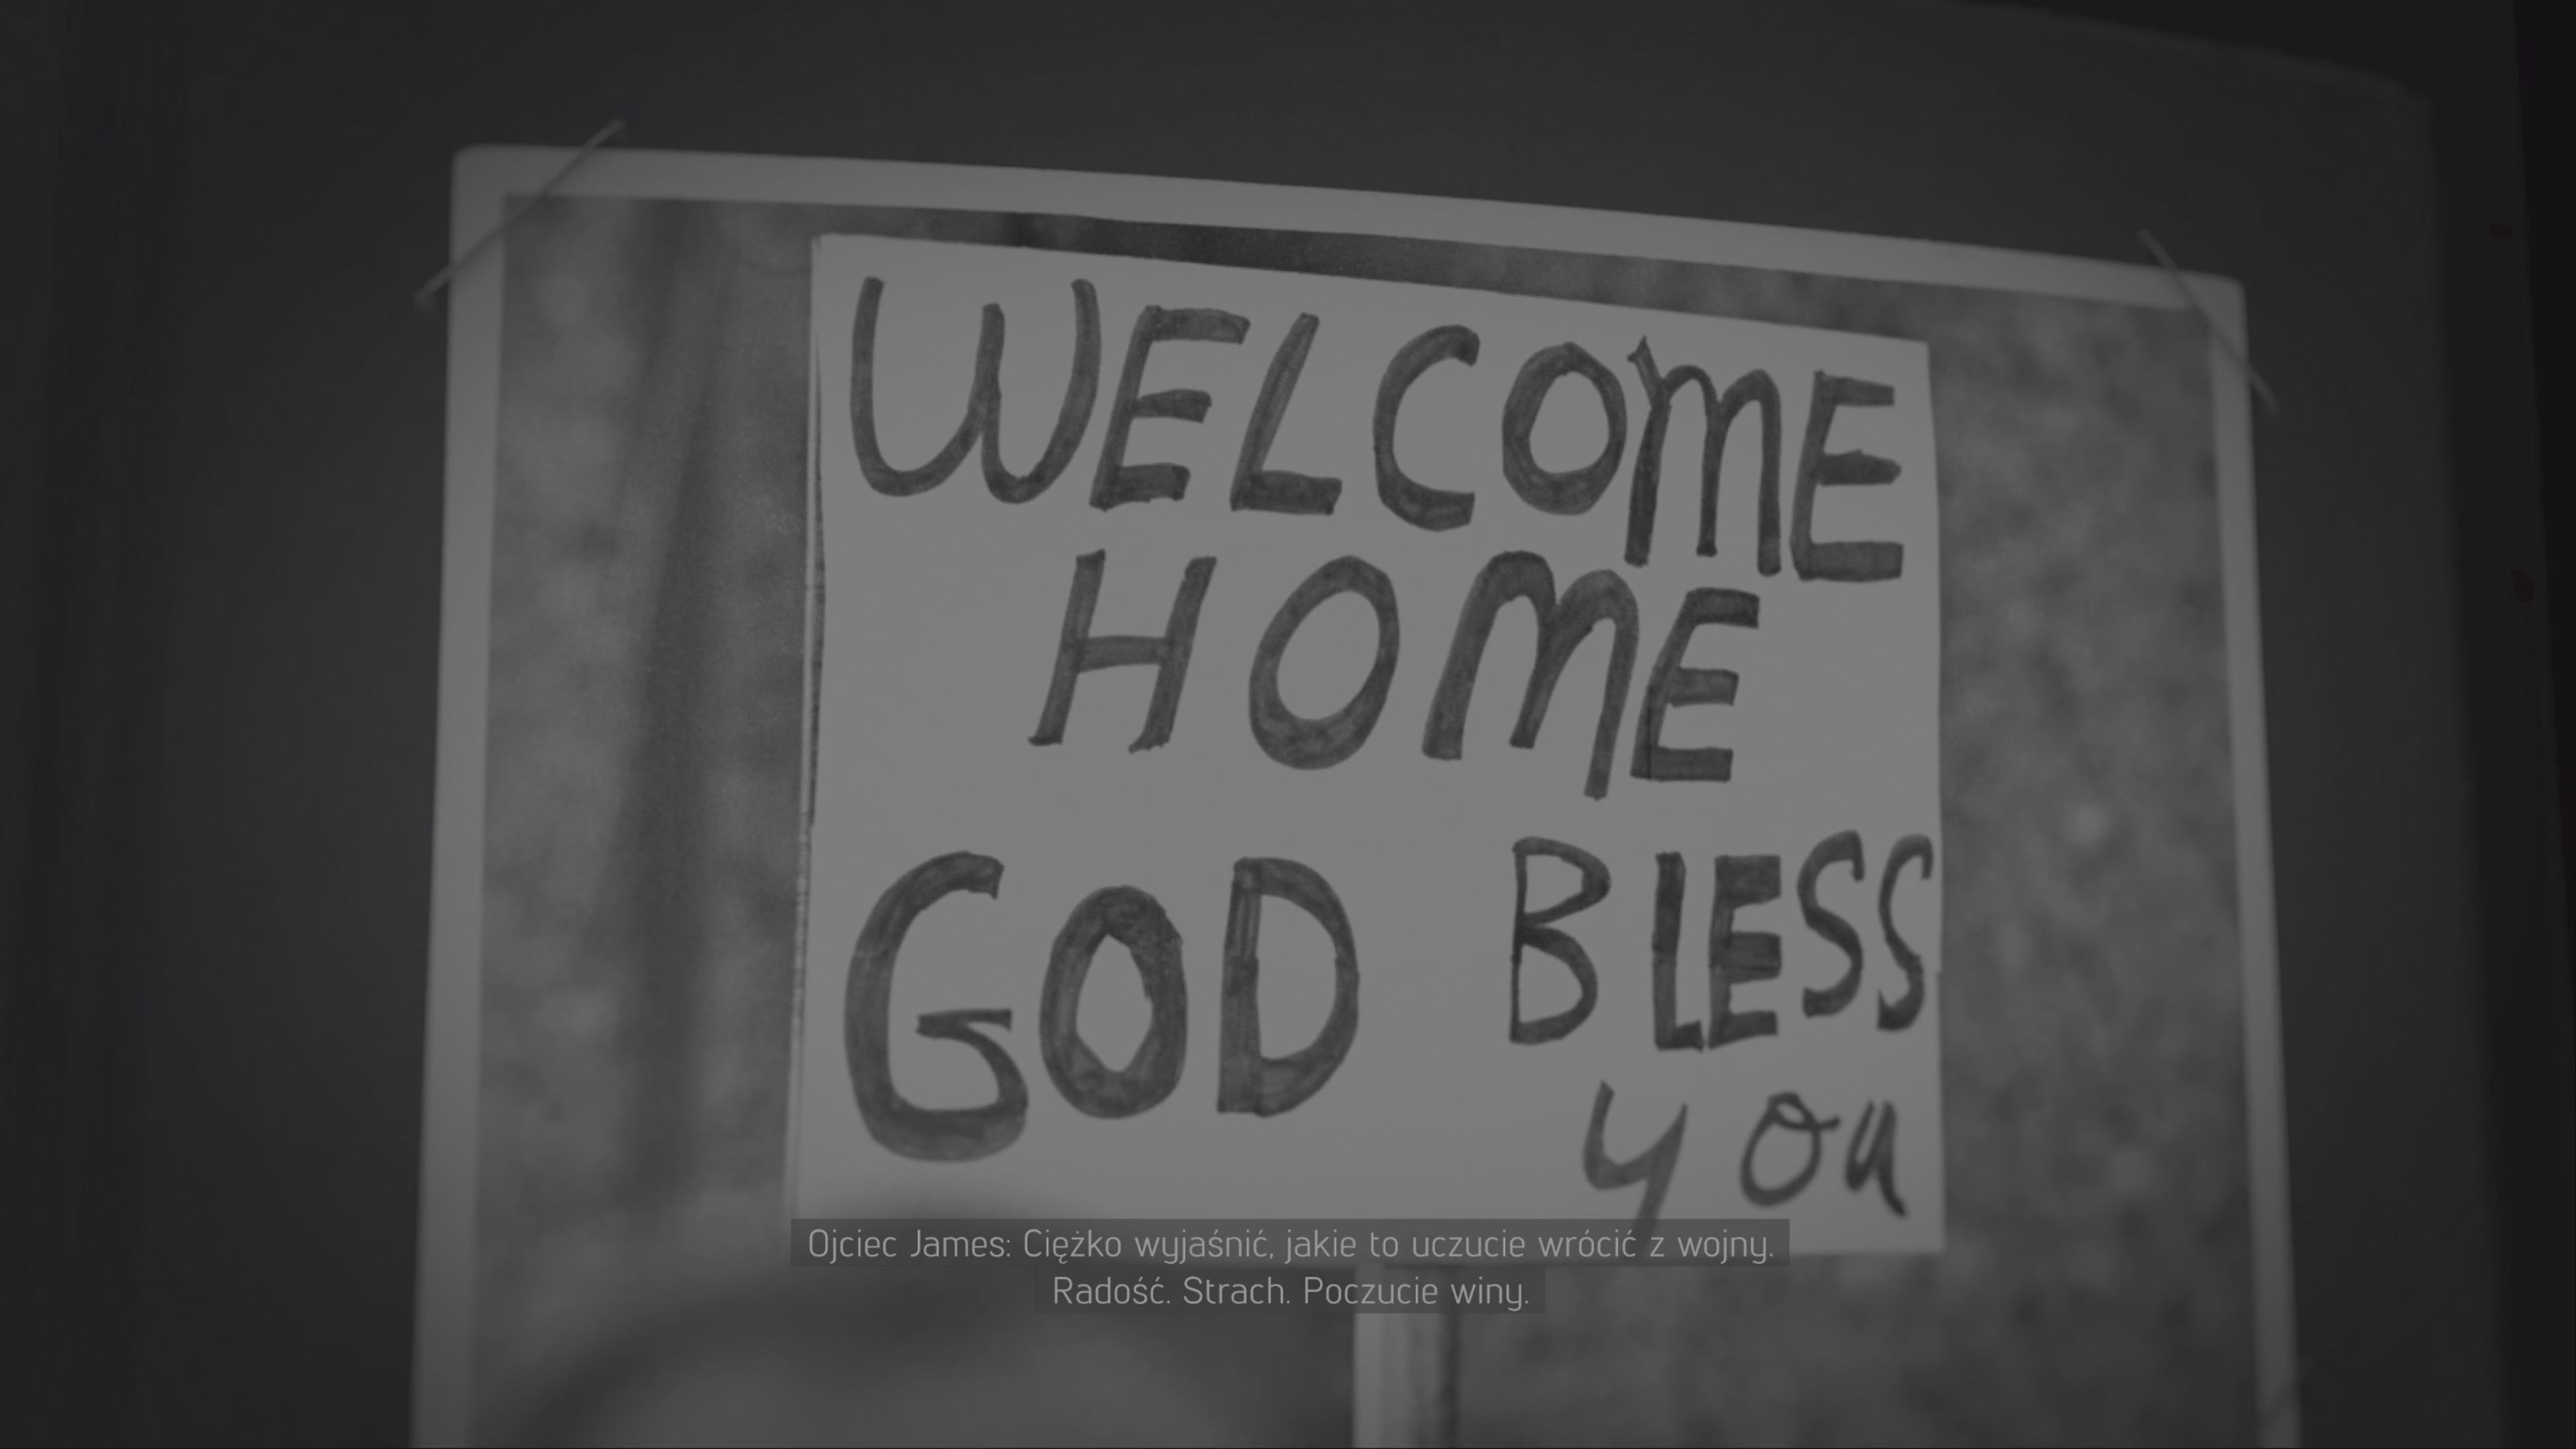 WELCOME
HOME
GOD BLESS
you
Ojciec James: Ciężko wyjaśnić, jakie to uczucie wrócić z wojny.
Radość. Strach. Poczucie winy.